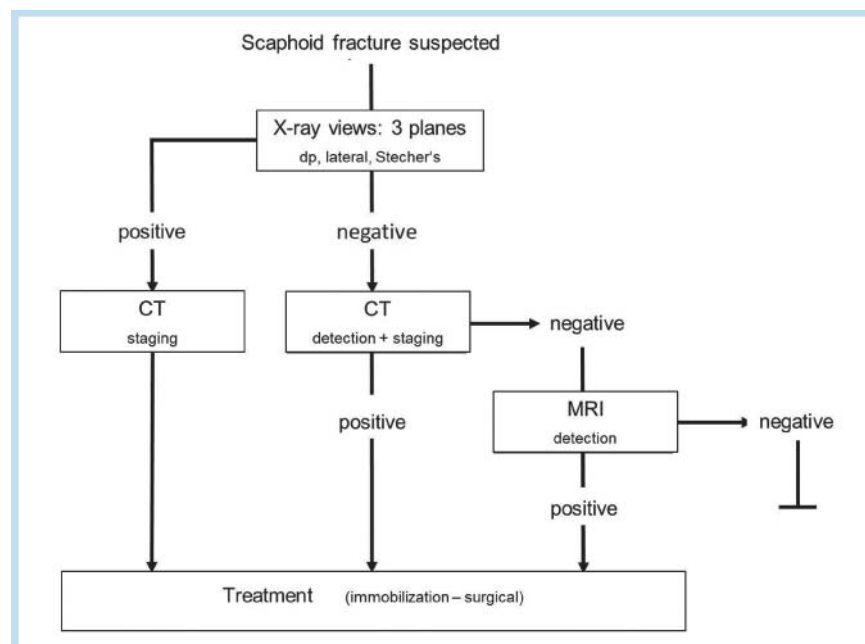 Scaphoid fracture suspected
X-ray views: 3 planes
dp, lateral, Stecher's
positive
negative
CT
staging
CT
detection + staging
negative
MRI
detection
negative
positive
positive
Treatment (immobilization – surgical)